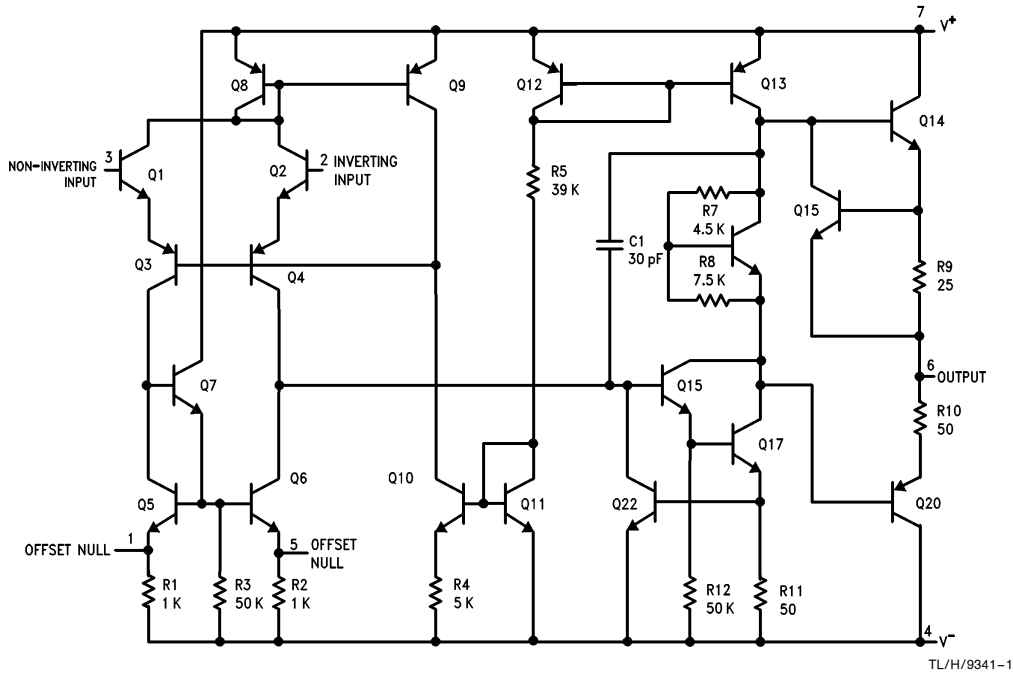 7
V+
Q8
Q9
Q12
Q13
Q14
3
NON-INVERTING
INPUT
Q1
Q2
2 INVERTING
INPUT
R5
39 K
R7
4.5 K
Q15
Q3
Q4
C1
30 pF
R8
7.5 K
R9
25
Q7
Q15
6
OUTPUT
R10
50
Q17
Q5
Q6
Q10
Q11
Q22
Q20
OFFSET NULL
1
5
OFFSET
NULL
R1
1 K
R3
50 K
R2
1 K
R4
5 K
R12
50 K
R11
50
4
V-
TL/H/9341-1